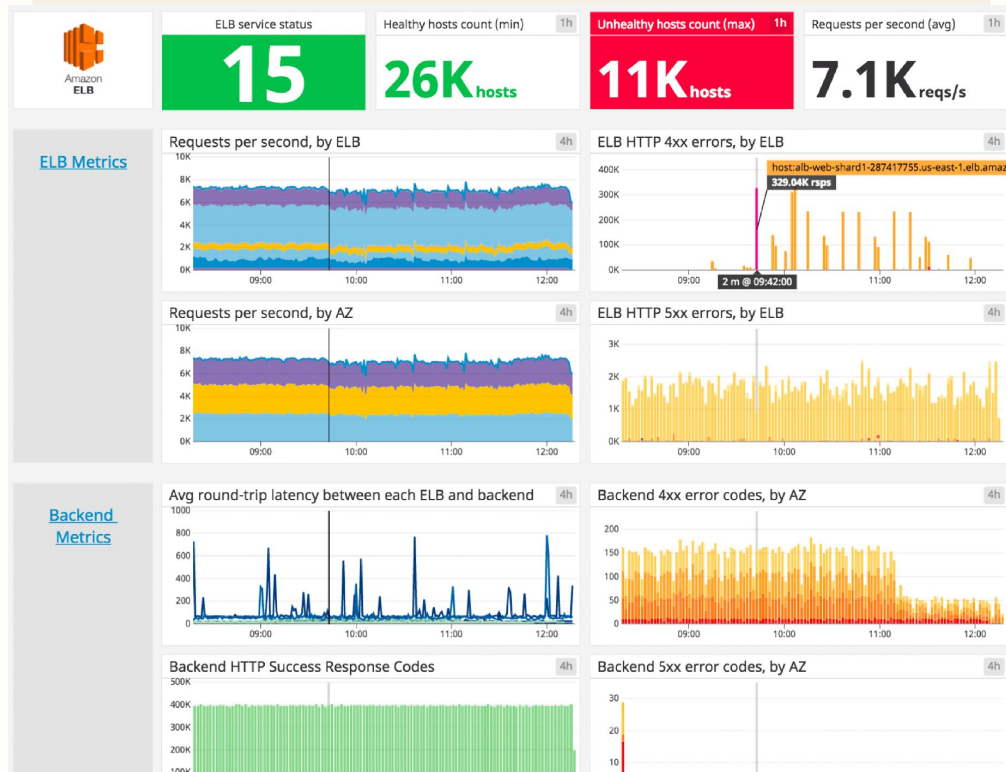 Amazon
ELB
ELB service status
15
Healthy hosts count (min) 1h
26K hosts
Unhealthy hosts count (max) 1h
11K hosts
Requests per second (avg) 1h
7.1K reqs/s
ELB Metrics
Requests per second, by ELB 4h
10K
8K
6K
4K
2K
0K
09:00 10:00 11:00 12:00
ELB HTTP 4xx errors, by ELB 4h
400K
300K
200K
100K
0K
host:alb-web-shard1-287417755.us-east-1.elb.amaz
329.04K rsps
2 m @ 09:42:00
09:00 11:00 12:00
Requests per second, by AZ 4h
10K
8K
6K
4K
2K
0K
09:00 10:00 11:00 12:00
ELB HTTP 5xx errors, by ELB 4h
3K
2K
1K
0K
09:00 10:00 11:00 12:00
Backend
Metrics
Avg round-trip latency between each ELB and backend 4h
1000
800
600
400
200
0
09:00 10:00 11:00 12:00
Backend 4xx error codes, by AZ 4h
200
150
100
50
0
09:00 10:00 11:00 12:00
Backend HTTP Success Response Codes 4h
500K
400K
300K
200K
100K
Backend 5xx error codes, by AZ 4h
30
20
10